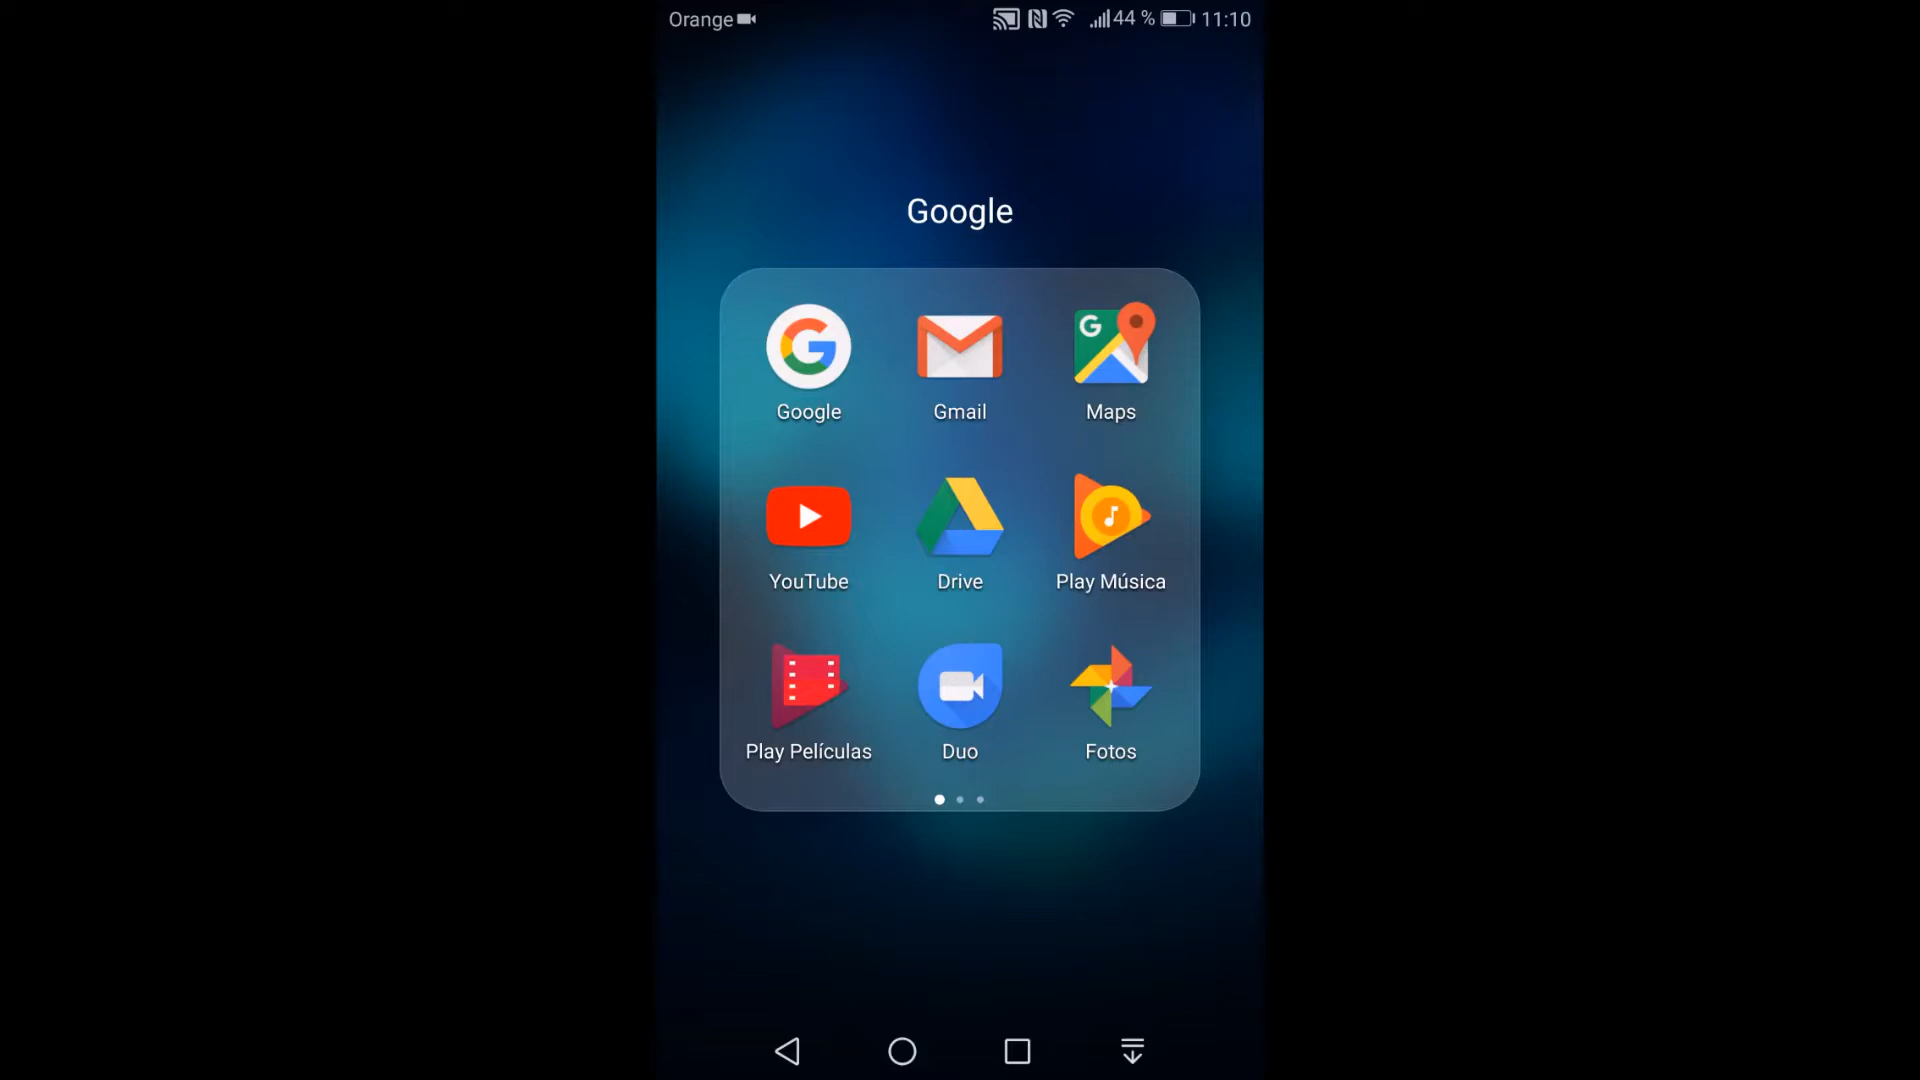 Orange 44 % 11:10
Google
Google Gmail Maps
YouTube Drive Play Música
Play Películas Duo Fotos